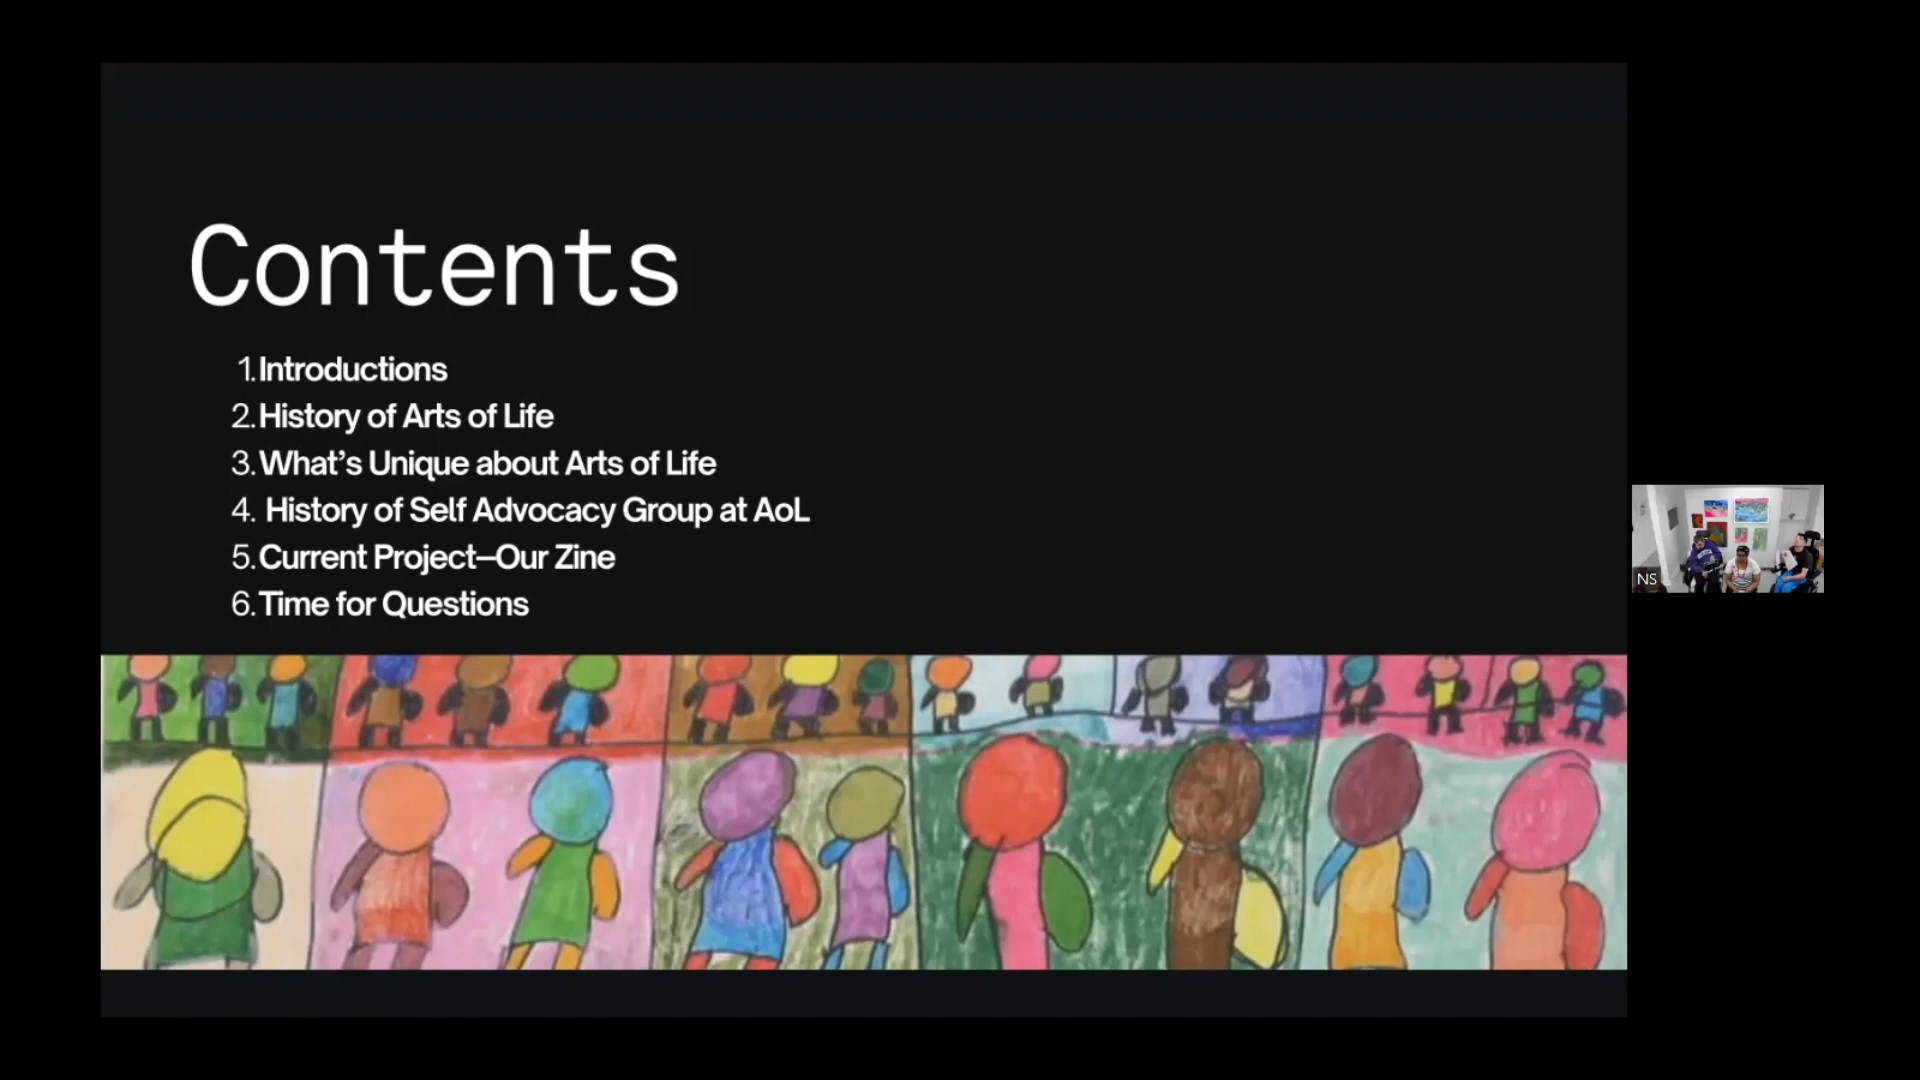 Contents
1. Introductions
2. History of Arts of Life
3. What's Unique about Arts of Life
4. History of Self Advocacy Group at AoL
5. Current Project—Our Zine
6. Time for Questions
NS